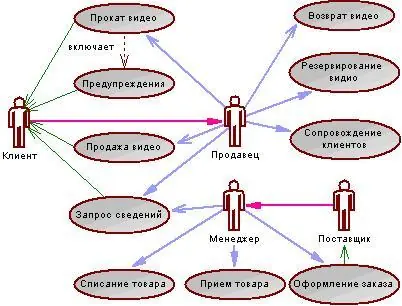 Прокат видео
Возврат видео
включает
Резервирование
видио
Предупреждения
Клиент
Продажа видео
Продавец
Сопровождение
клиентов
Запрос сведений
Менеджер
Поставщик
Списание товара
Прием товара
Оформление заказа